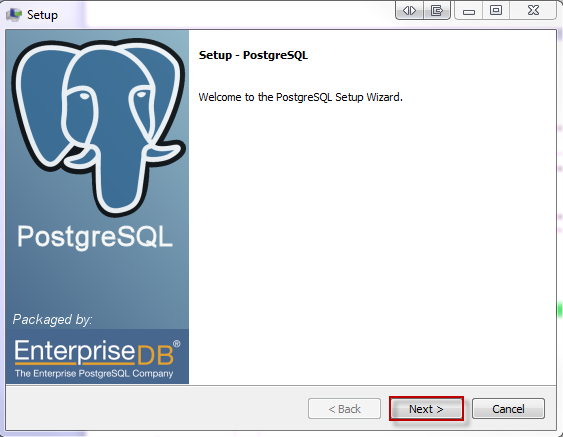 Setup
Setup - PostgreSQL
Welcome to the PostgreSQL Setup Wizard.
PostgreSQL
Packaged by:
EnterpriseDB®
The Enterprise PostgreSQL Company
< Back
Next >
Cancel